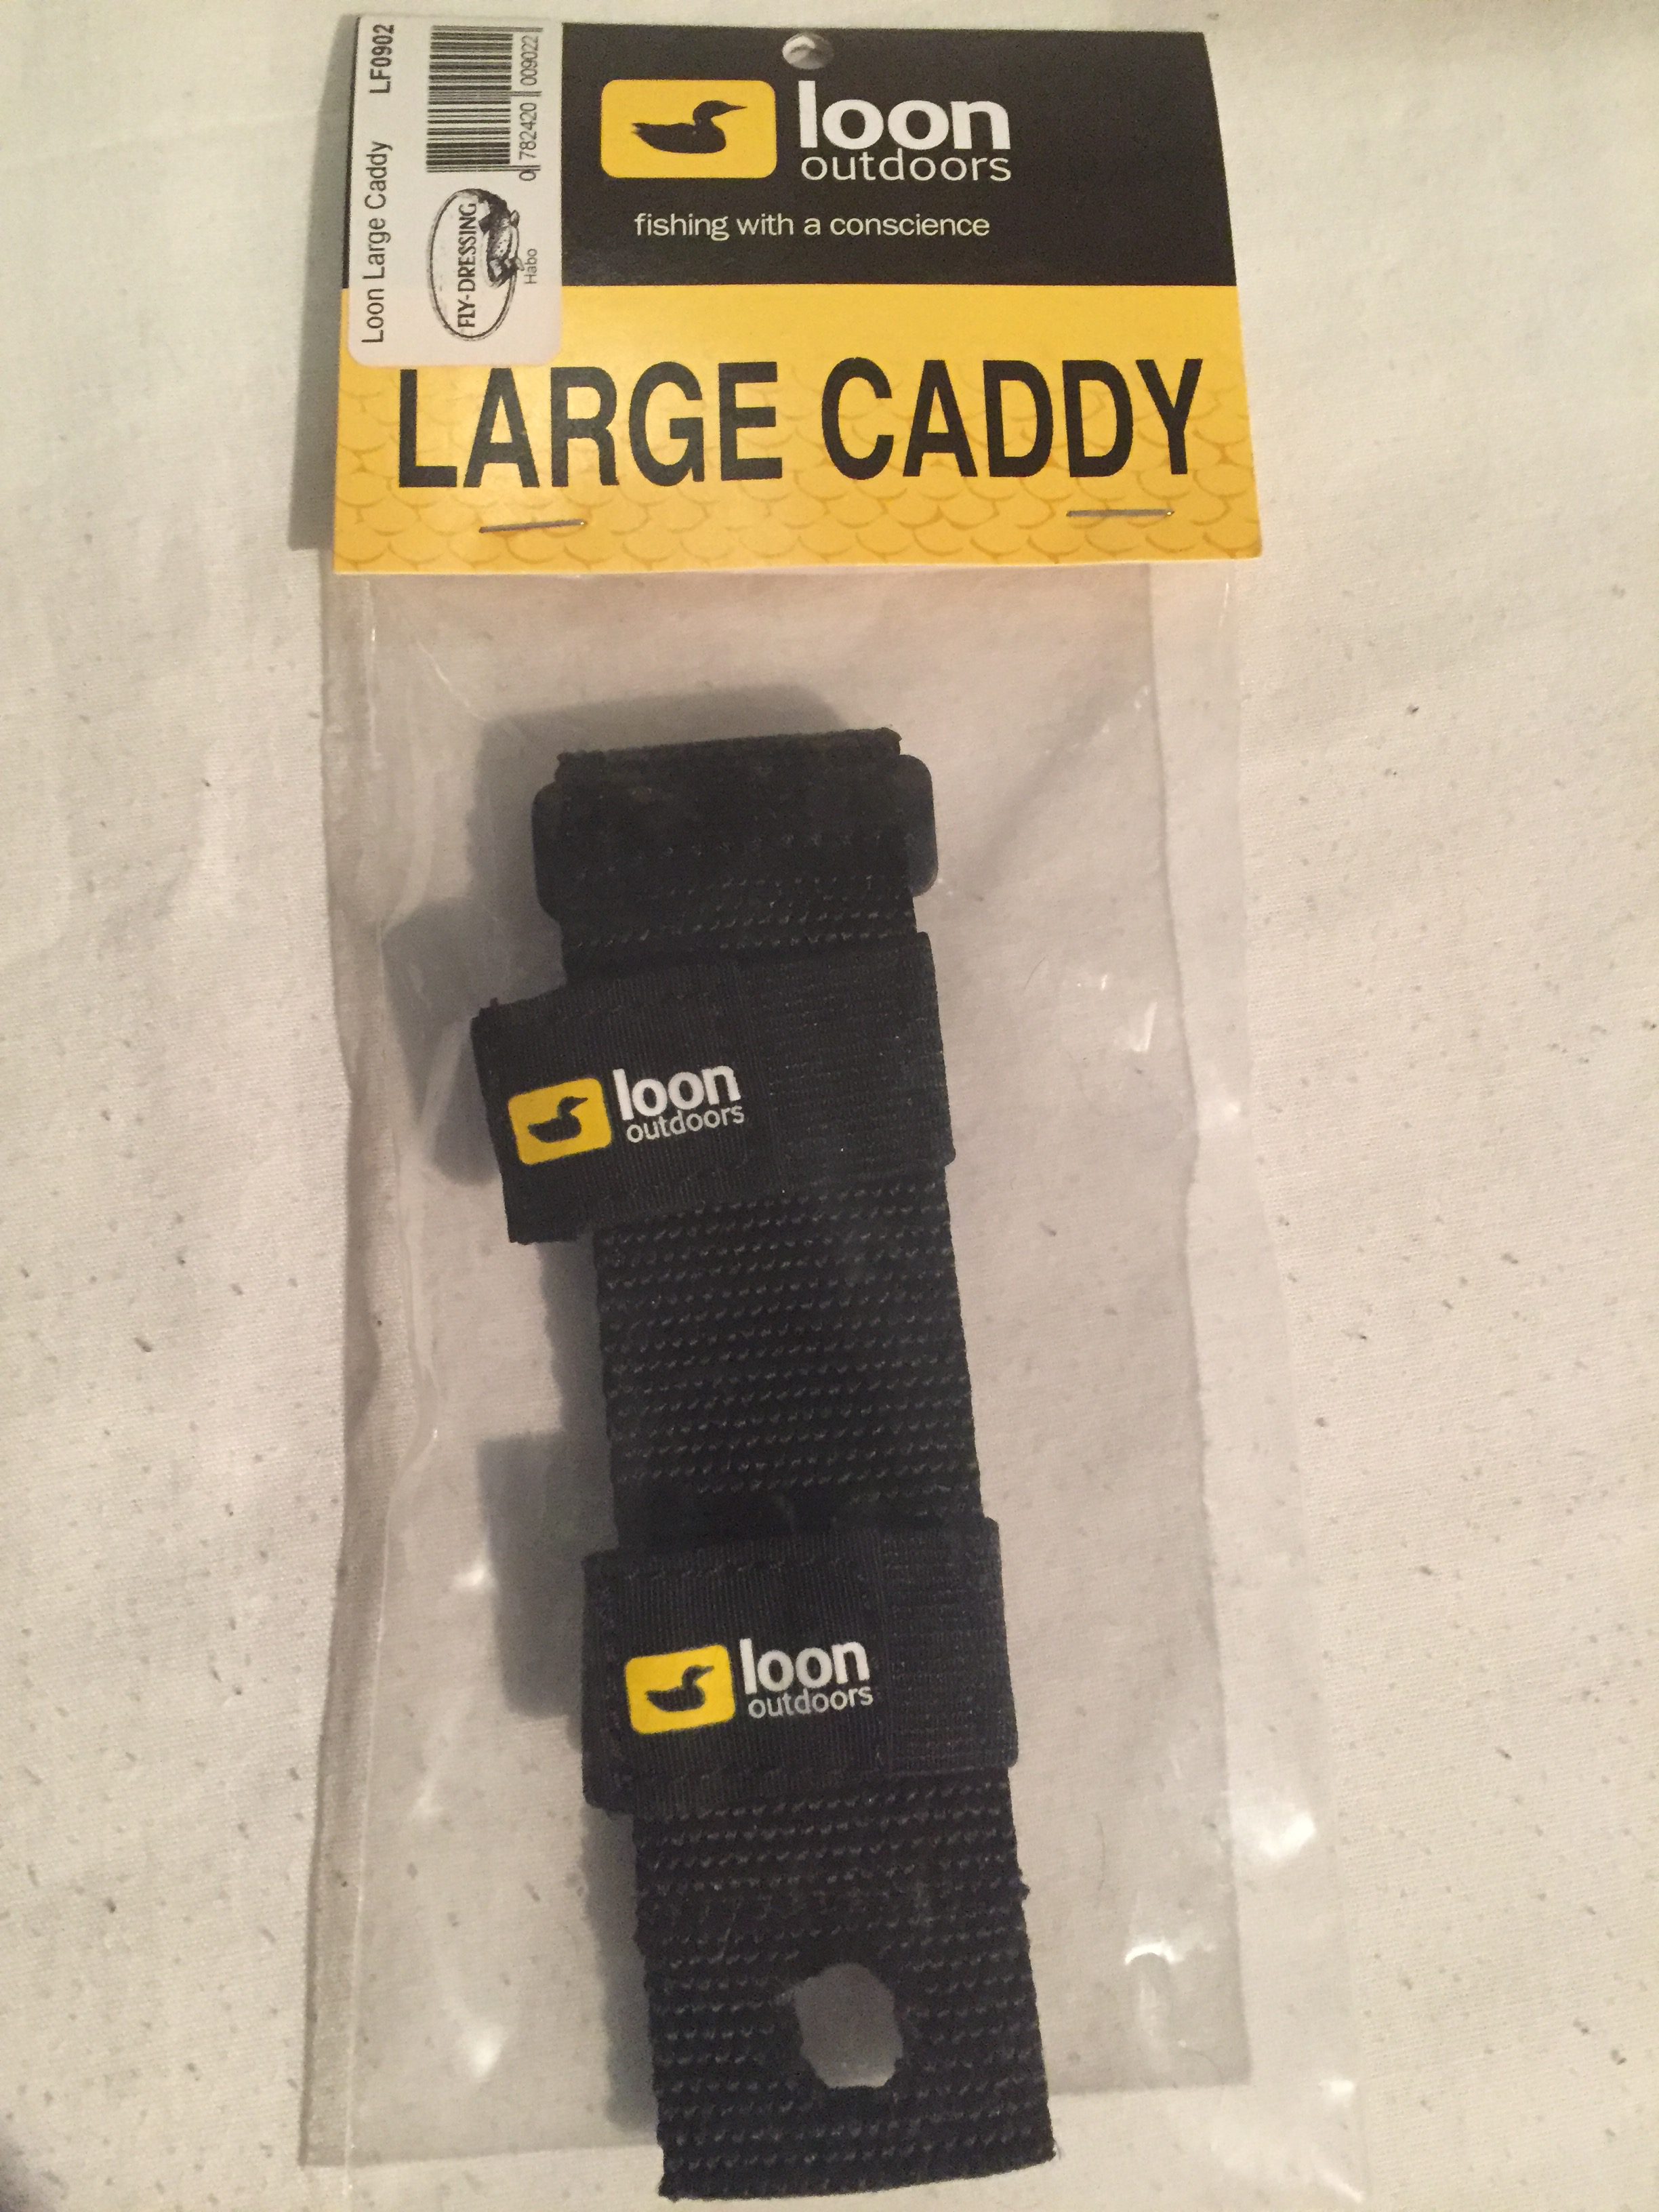 Loon Large Caddy LF0902
0 782420 009022
FLY-DRESSING
Habo
loon
outdoors
fishing with a conscience
LARGE CADDY
loon
outdoors
loon
outdoors